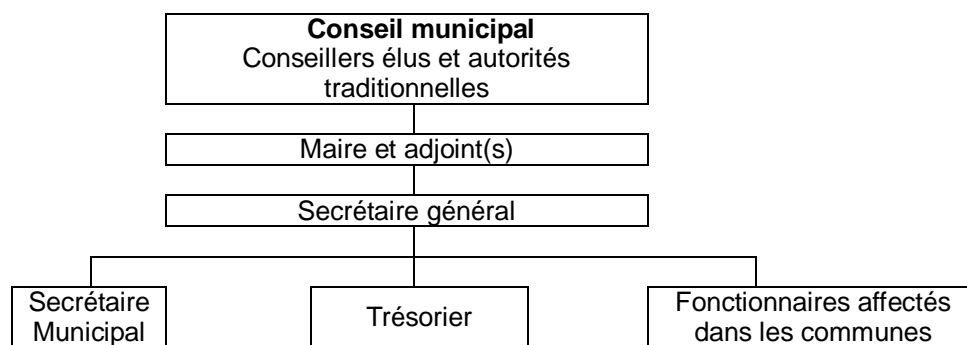 Conseil municipal
Conseillers élus et autorités
traditionnelles
Maire et adjoint(s)
Secrétaire général
Secrétaire
Municipal
Trésorier
Fonctionnaires affectés
dans les communes